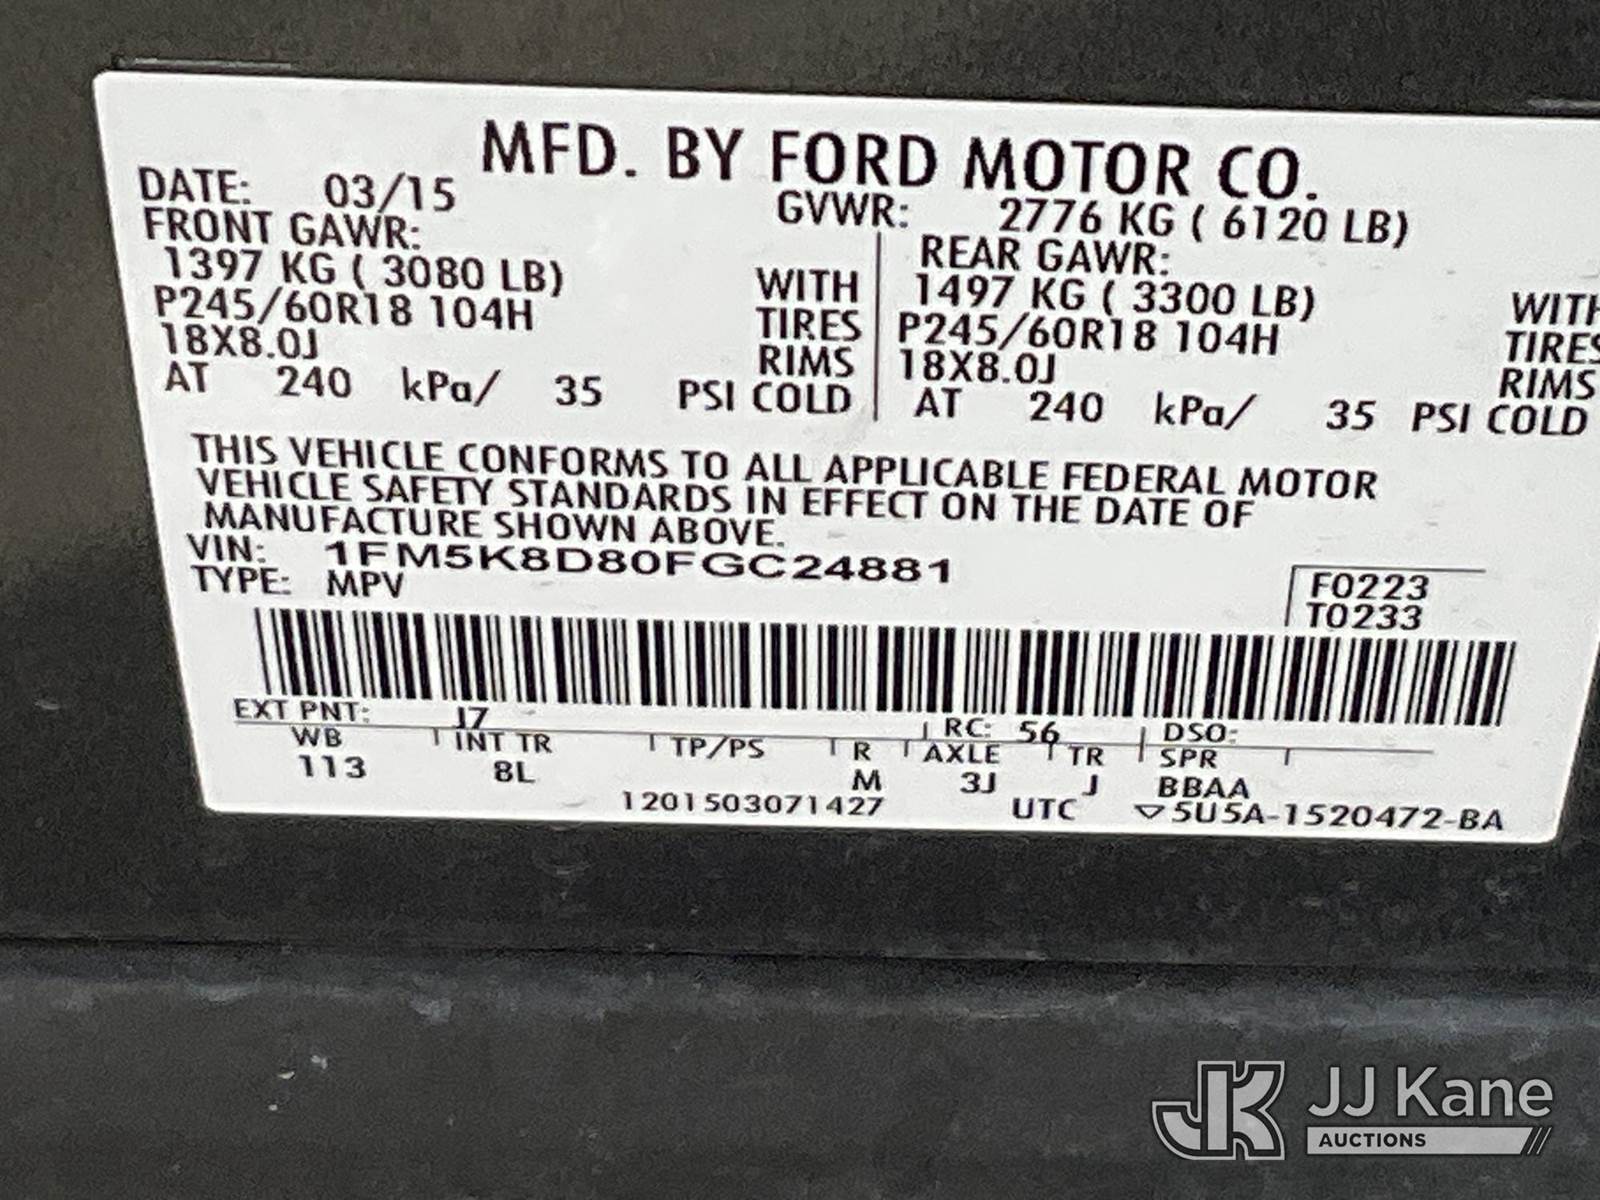 MFD. BY FORD MOTOR CO.
DATE: 03/15 GVWR: 2776 KG ( 6120 LB)
FRONT GAWR: REAR GAWR:
1397 KG ( 3080 LB) WITH 1497 KG ( 3300 LB) WITH
P245/60R18 104H TIRES P245/60R18 104H TIRES
18X8.0J RIMS 18X8.0J RIMS
AT 240 kPa/ 35 PSI COLD AT 240 kPa/ 35 PSI COLD
THIS VEHICLE CONFORMS TO ALL APPLICABLE FEDERAL MOTOR
VEHICLE SAFETY STANDARDS IN EFFECT ON THE DATE OF
MANUFACTURE SHOWN ABOVE.
VIN: 1FM5K8D80FGC24881
TYPE: MPV
F0223
T0233
EXT PNT: J7 RC: 56 DSO:
WB INT TR TP/PS R AXLE TR SPR
113 8L M 3J J BBAA
1201503071427 UTC ▽5U5A-1520472-BA
JK JJ Kane
AUCTIONS